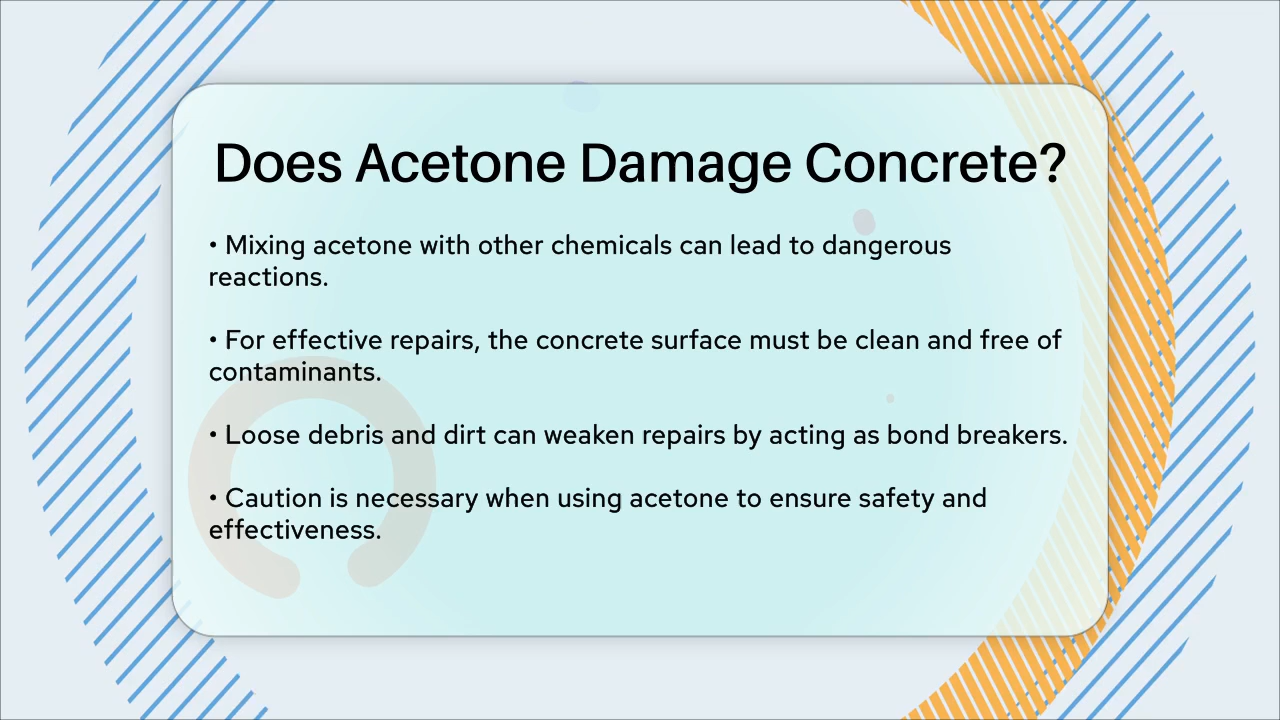 Does Acetone Damage Concrete?
• Mixing acetone with other chemicals can lead to dangerous
reactions.
• For effective repairs, the concrete surface must be clean and free of
contaminants.
• Loose debris and dirt can weaken repairs by acting as bond breakers.
• Caution is necessary when using acetone to ensure safety and
effectiveness.